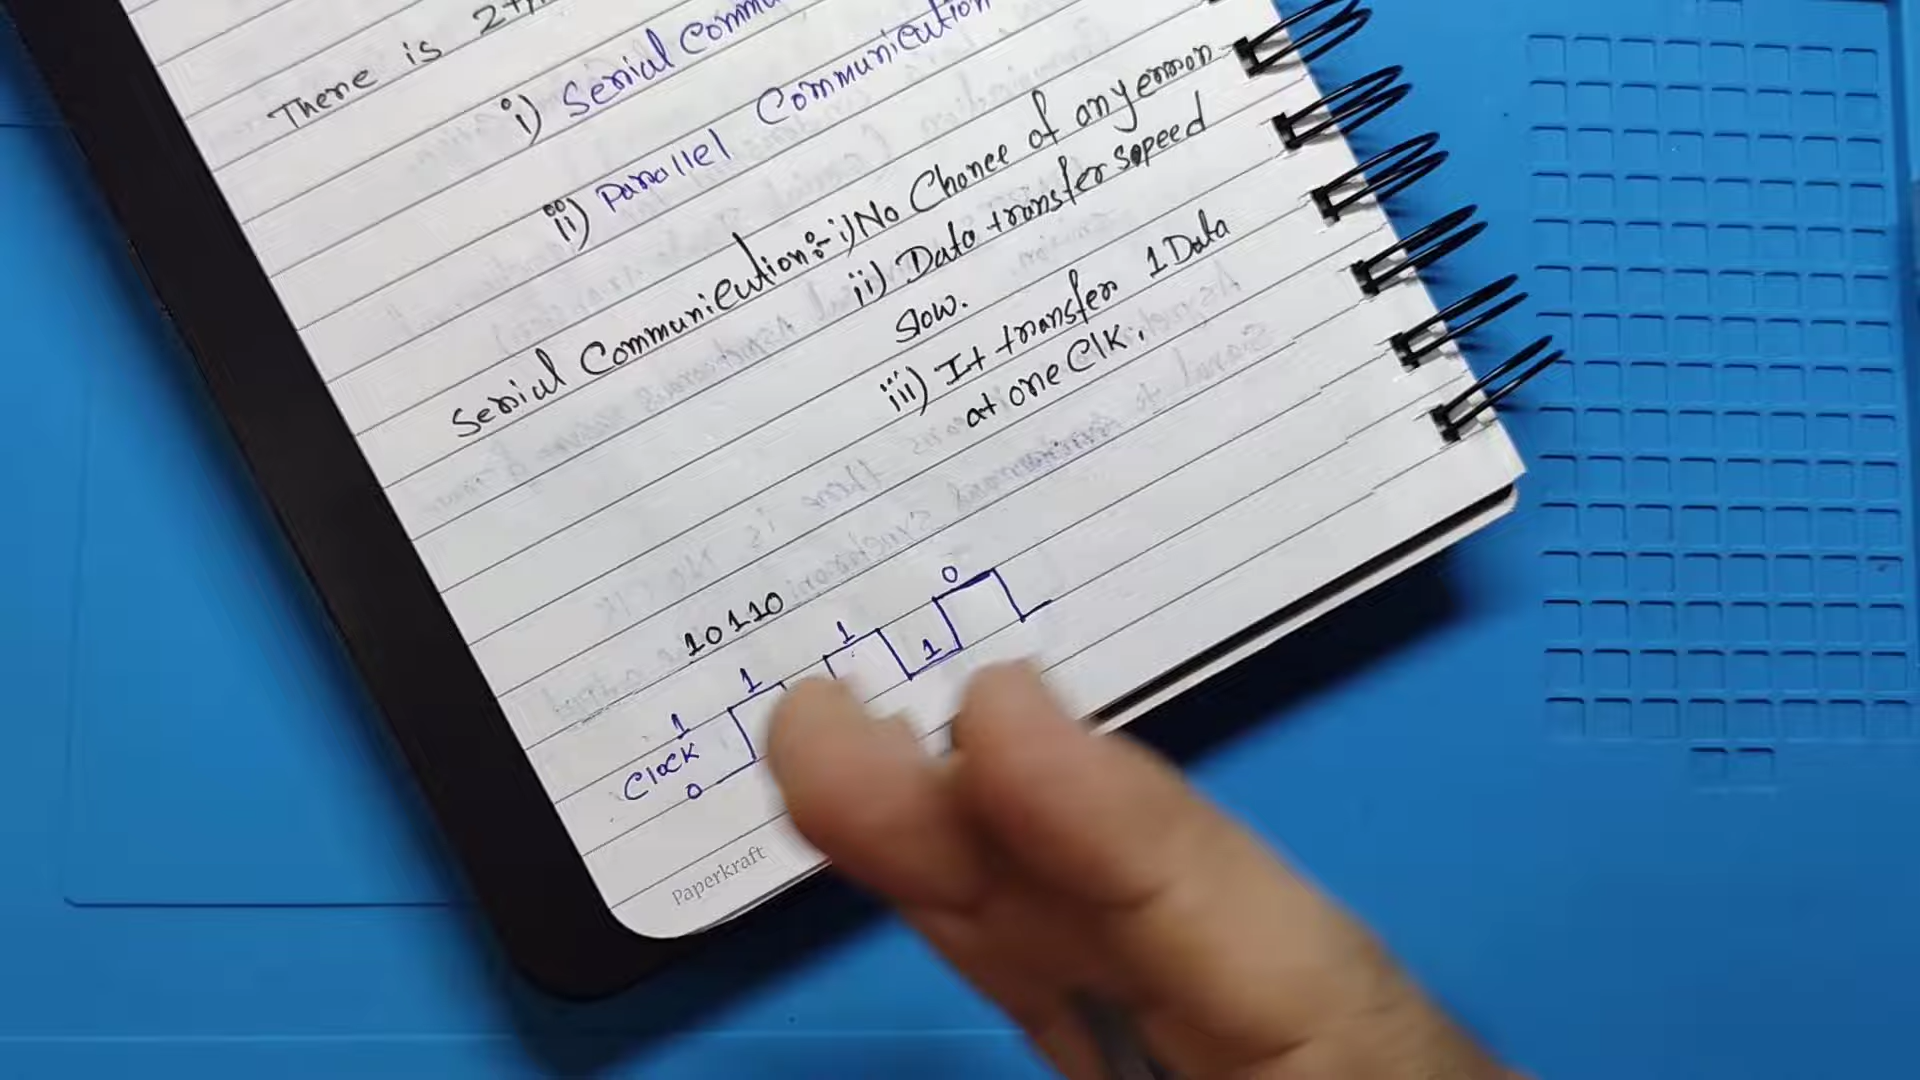 There is 2
i) Serial Comm
ii) Parallel Communication
Serial Communication:- i) No Chance of any error
ii) Data transfer speed
slow.
iii) It transfer 1 Data
at one Clk.
10110
0
1
1
1
1
Clock
0
Paperkraft